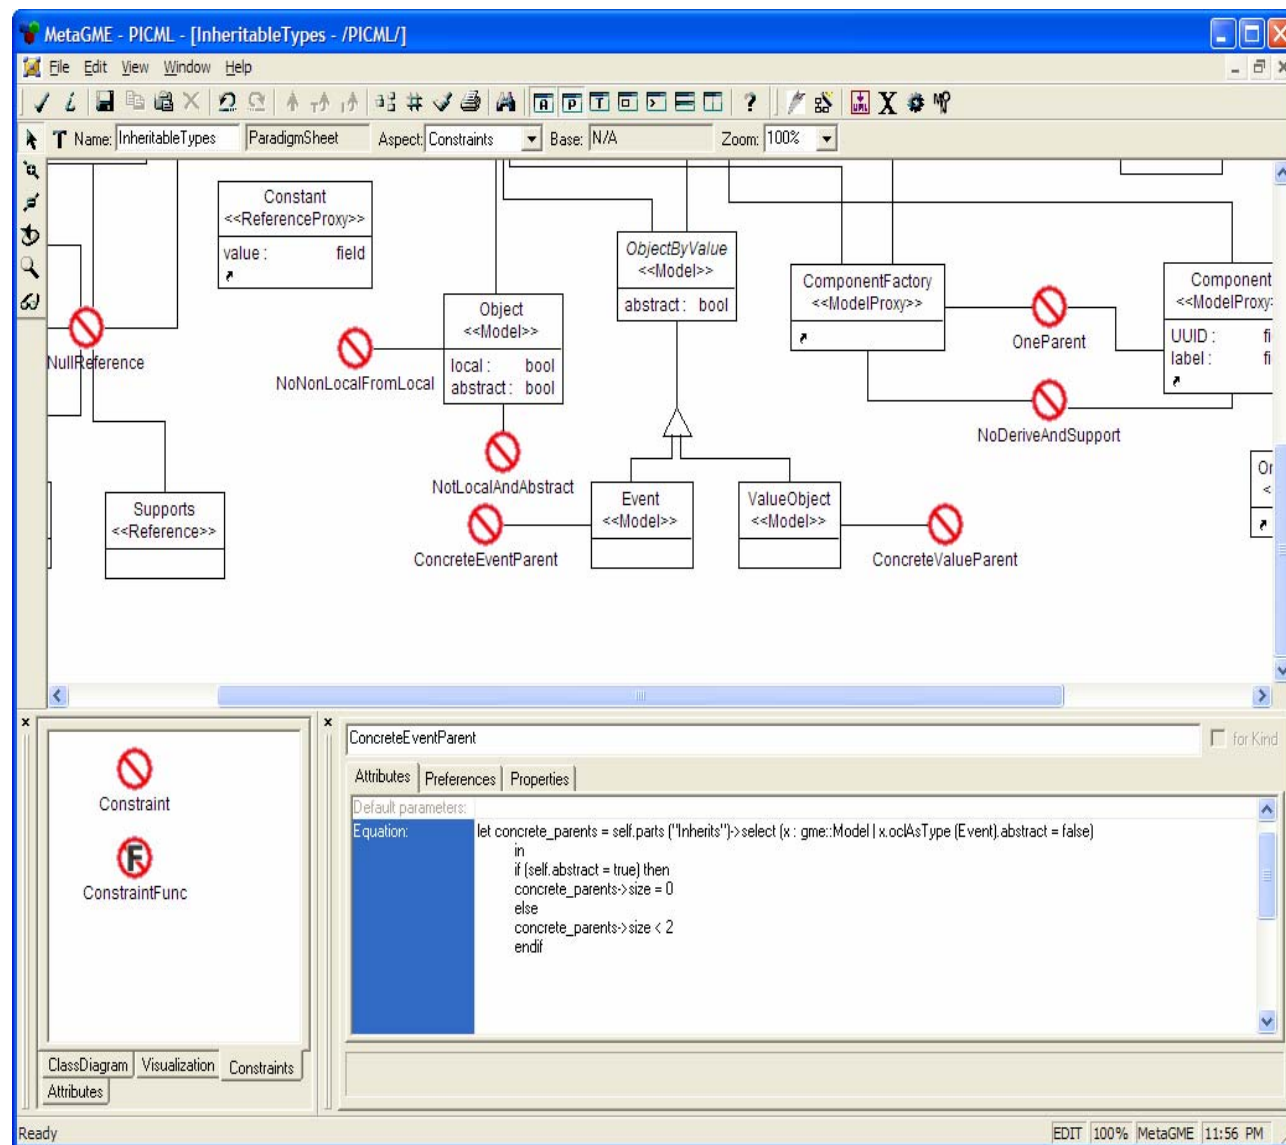 MetaGME - PICML - [InheritableTypes - /PICML/]
File Edit View Window Help
Name: InheritableTypes ParadigmSheet Aspect: Constraints Base: N/A Zoom: 100%
Constant
<<ReferenceProxy>>
value : field
ObjectByValue
<<Model>>
abstract : bool
ComponentFactory
<<ModelProxy>>
Component
<<ModelProxy>
UUID : fi
label : fi
Object
<<Model>>
local : bool
abstract : bool
NullReference
NoNonLocalFromLocal
OneParent
NoDeriveAndSupport
NotLocalAndAbstract
Supports
<<Reference>>
Event
<<Model>>
ValueObject
<<Model>>
Or
<
ConcreteEventParent
ConcreteValueParent
Constraint
ConstraintFunc
ClassDiagram Visualization Constraints
Attributes
ConcreteEventParent for Kind
Attributes Preferences Properties
Default parameters:
Equation: let concrete_parents = self.parts ("Inherits")->select (x : gme::Model | x.oclAsType (Event).abstract = false)
in
if (self.abstract = true) then
concrete_parents->size = 0
else
concrete_parents->size < 2
endif
Ready EDIT 100% MetaGME 11:56 PM